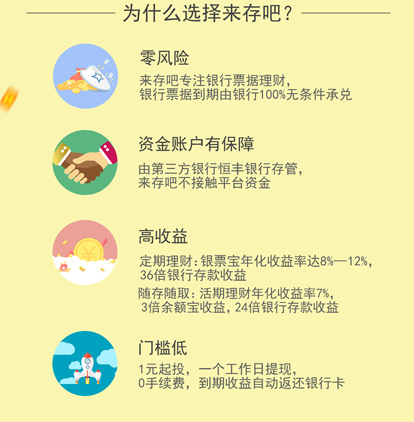 为什么选择来存吧?
零风险
来存吧专注银行票据理财,
银行票据到期由银行100%无条件承兑
资金账户有保障
由第三方银行恒丰银行存管,
来存吧不接触平台资金
高收益
定期理财:银票宝年化收益率达8%—12%,
36倍银行存款收益
随存随取:活期理财年化收益率7%,
3倍余额宝收益,24倍银行存款收益
门槛低
1元起投,一个工作日提现,
0手续费,到期收益自动返还银行卡